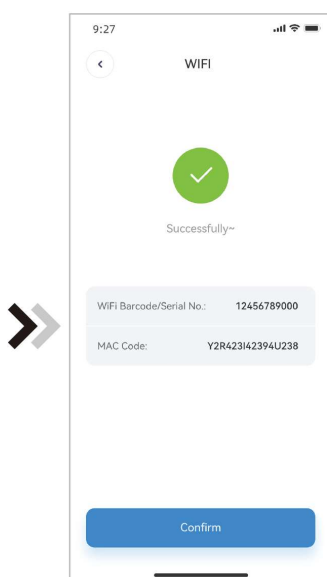 9:27
WIFI
Successfully~
WiFi Barcode/Serial No.: 12456789000
MAC Code: Y2R423I42394U238
Confirm